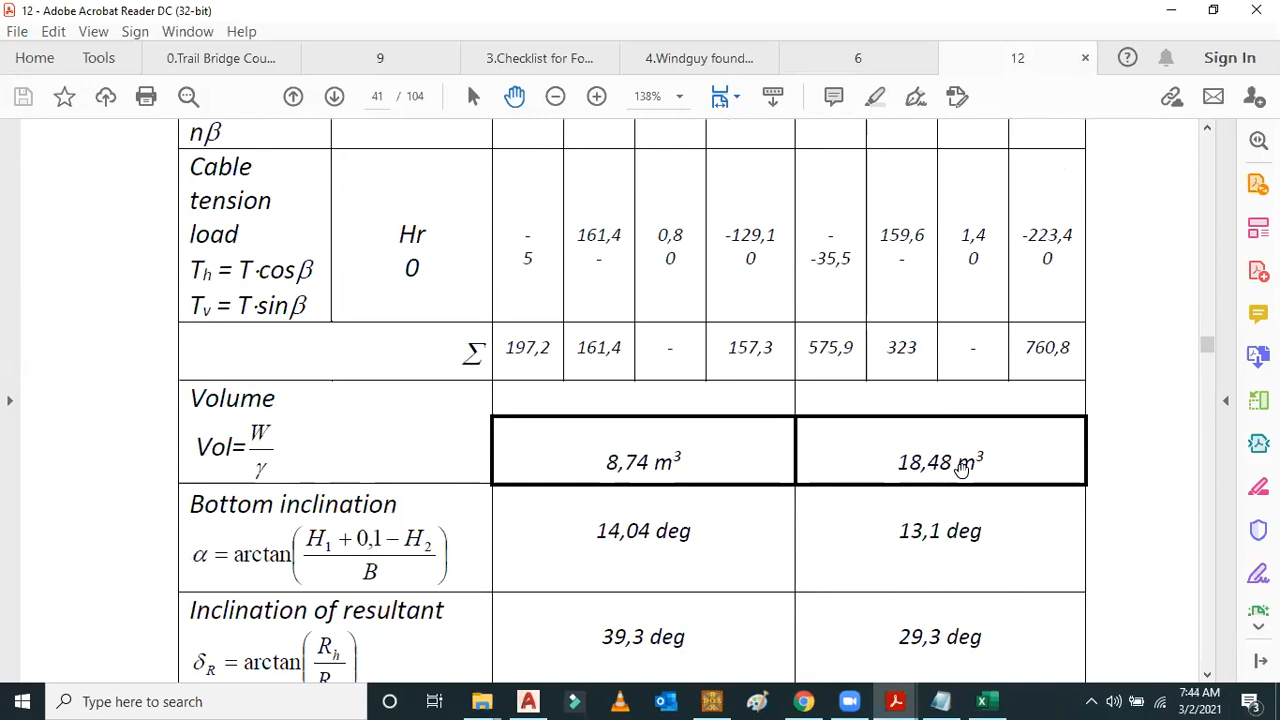 12 - Adobe Acrobat Reader DC (32-bit)
File Edit View Sign Window Help
Home Tools 0.Trail Bridge Cou... 9 3.Checklist for Fo... 4.Windguy found... 6 12 × Sign In
41 / 104 138%
nβ
Cable
tension
load
T_h = T·cosβ
T_v = T·sinβ
Hr
0
- 161,4 0,8 -129,1 - 159,6 1,4 -223,4
5 - 0 0 -35,5 - 0 0
Σ 197,2 161,4 - 157,3 575,9 323 - 760,8
Volume
Vol=W/γ
8,74 m³ 18,48 m³
Bottom inclination
α = arctan((H₁ + 0,1 − H₂)/B)
14,04 deg 13,1 deg
Inclination of resultant
δ_R = arctan(R_h/R
39,3 deg 29,3 deg
Type here to search
7:44 AM
3/2/2021